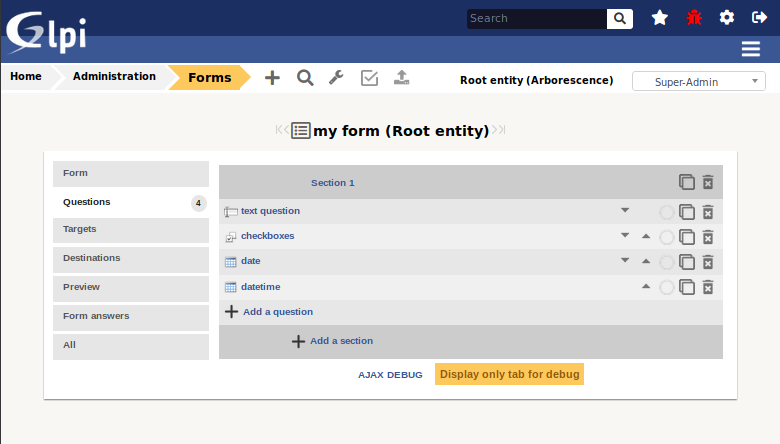 Glpi
Search
Home Administration Forms Root entity (Arborescence) Super-Admin
my form (Root entity)
Form
Questions 4
Targets
Destinations
Preview
Form answers
All
Section 1
text question
checkboxes
date
datetime
Add a question
Add a section
AJAX DEBUG Display only tab for debug